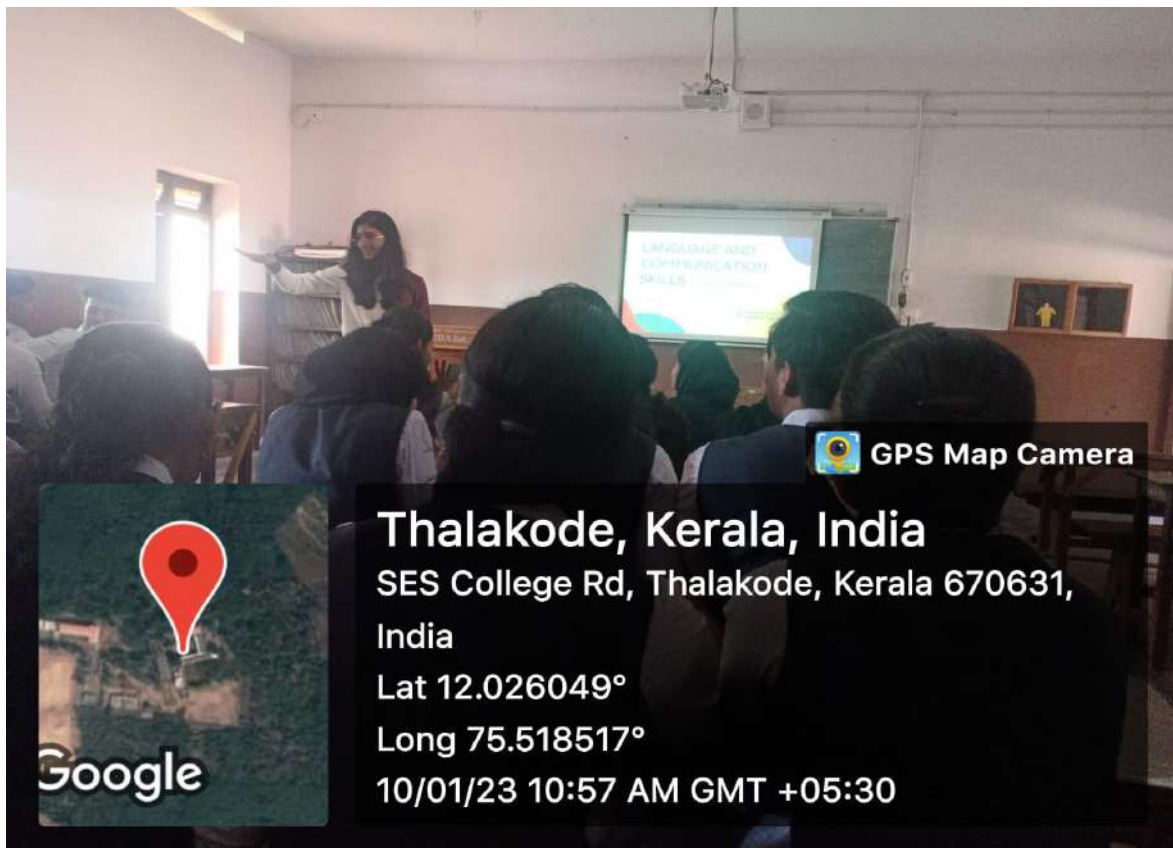 LANGUAGE AND
COMMUNICATION
SKILLS
GPS Map Camera
Thalakode, Kerala, India
SES College Rd, Thalakode, Kerala 670631,
India
Lat 12.026049°
Long 75.518517°
10/01/23 10:57 AM GMT +05:30
Google